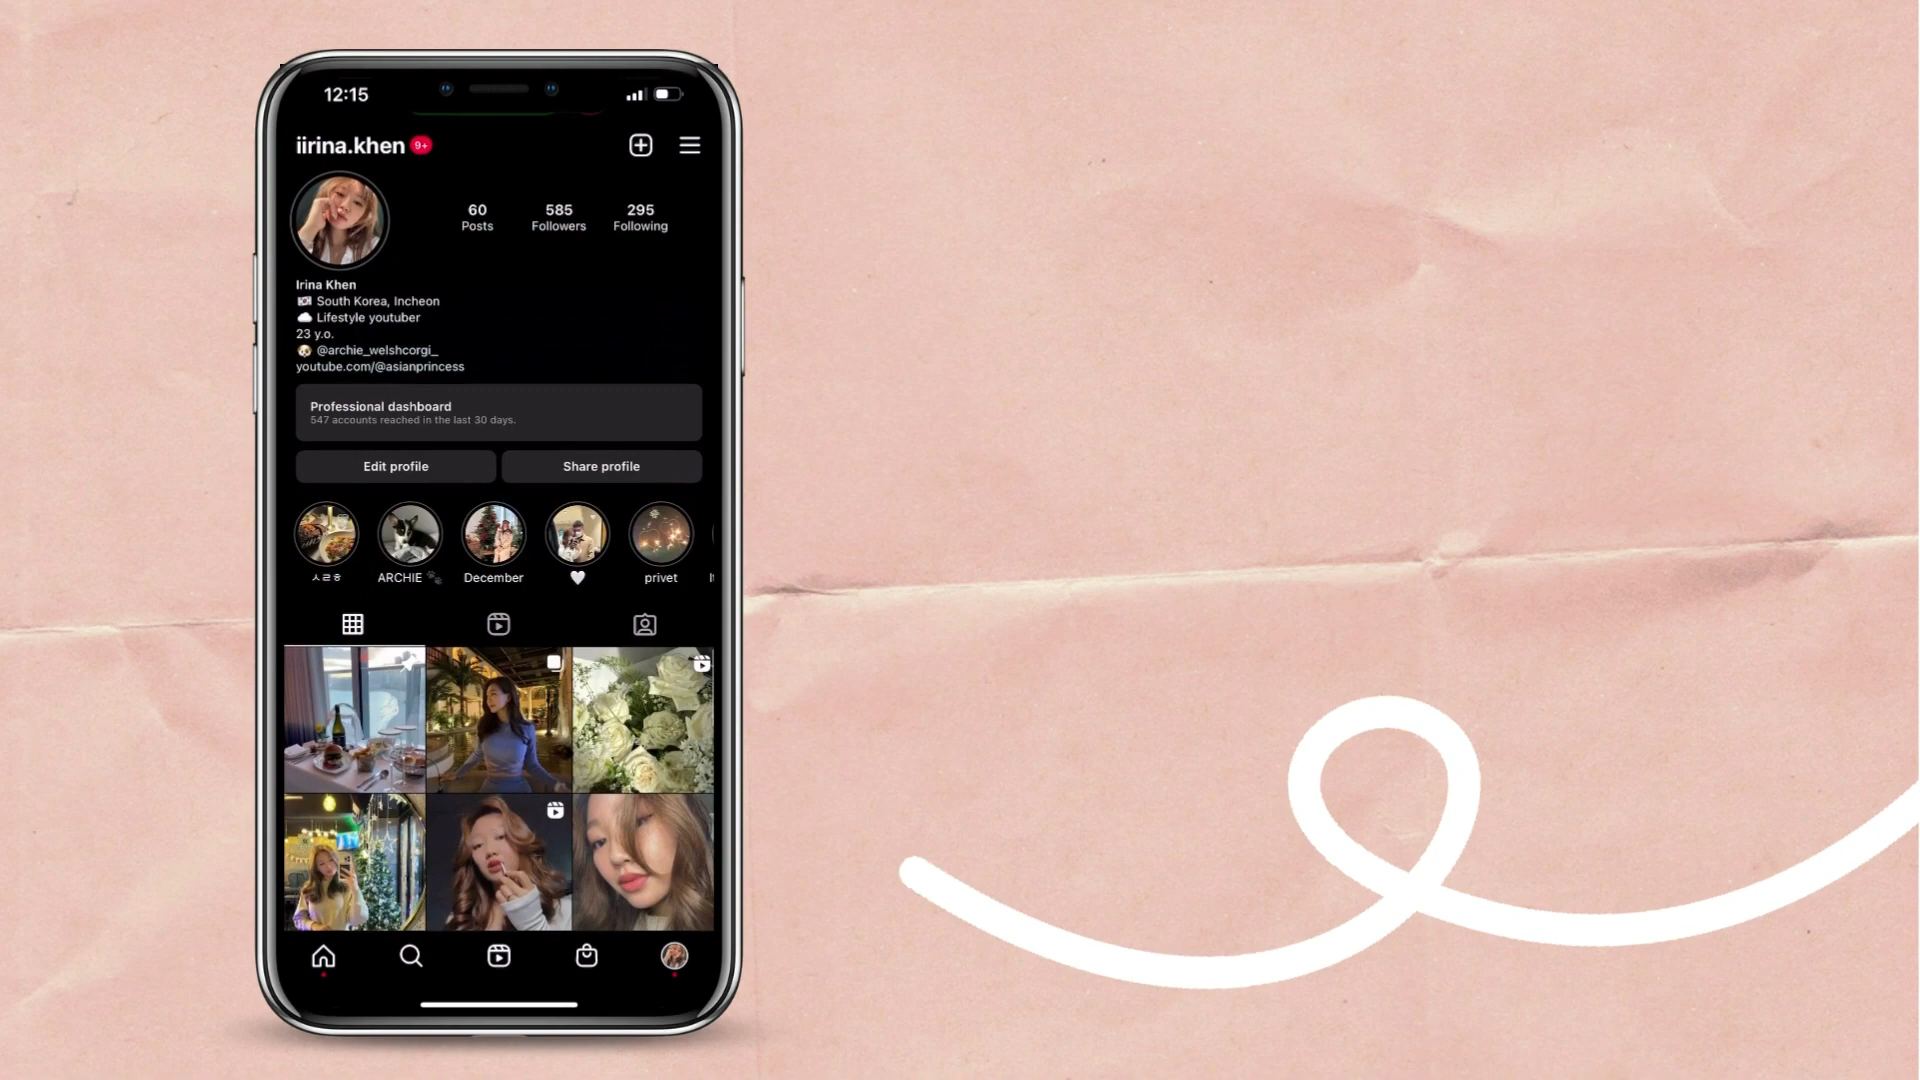 12:15
iirina.khen 9+
60 585 295
Posts Followers Following
Irina Khen
South Korea, Incheon
Lifestyle youtuber
23 y.o.
@archie_welshcorgi_
youtube.com/@asianprincess
Professional dashboard
547 accounts reached in the last 30 days.
Edit profile Share profile
ㅅㄹㅎ ARCHIE December privet